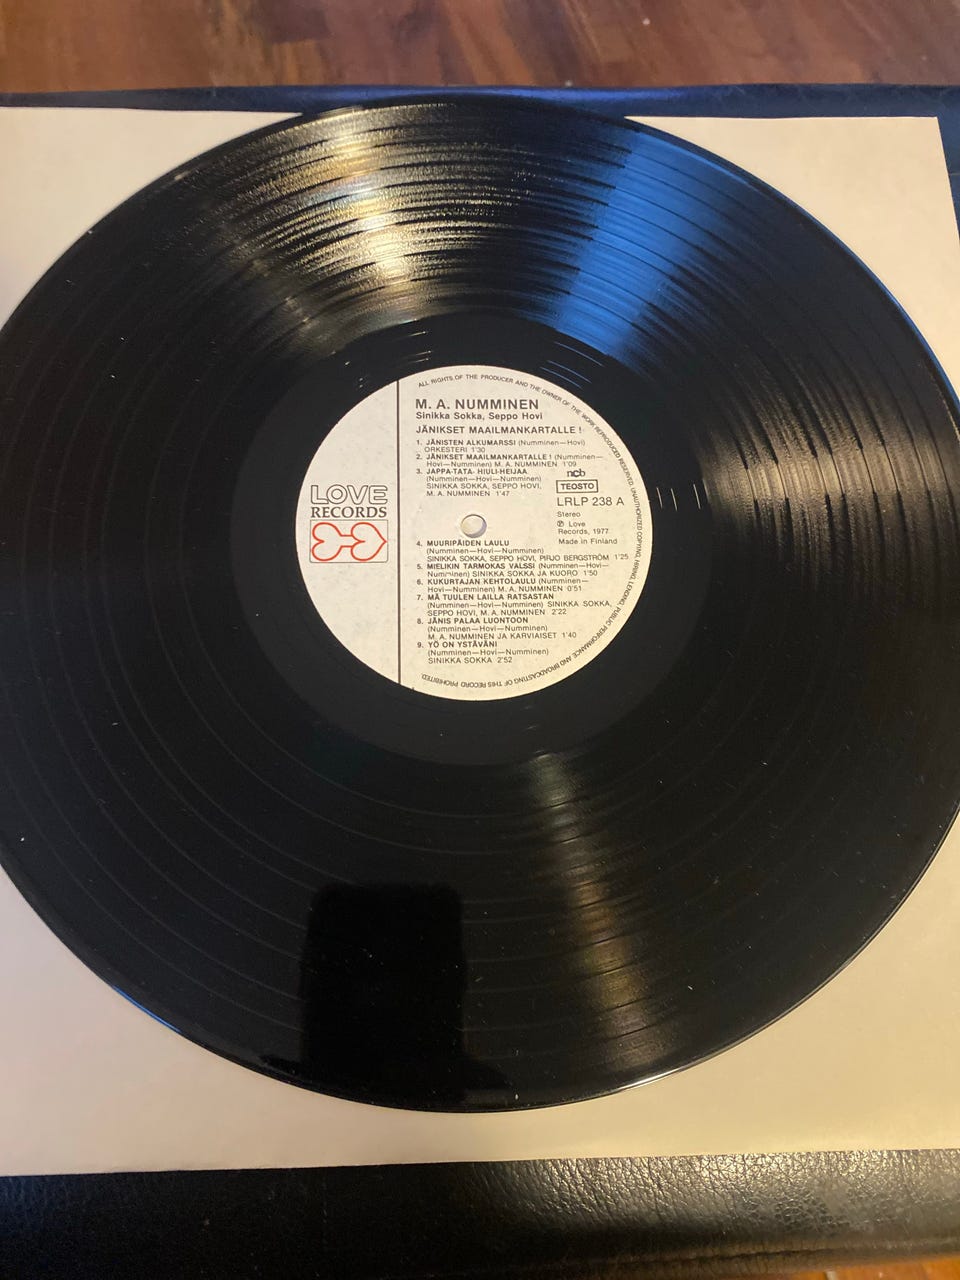 ALL RIGHTS OF THE PRODUCER AND THE OWNER OF THE WORK REPRODUCED RESERVED. UNAUTHORIZED COPYING, HIRING, LENDING, PUBLIC PERFORMANCE AND BROADCASTING OF THIS RECORD PROHIBITED.
M. A. NUMMINEN
Sinikka Sokka, Seppo Hovi
JÄNIKSET MAAILMANKARTALLE !
1. JÄNISTEN ALKUMARSSI (Numminen—Hovi)
ORKESTERI 1'30
2. JÄNIKSET MAAILMANKARTALLE ! (Numminen—
Hovi—Numminen) M. A. NUMMINEN 1'09
3. JAPPA-TATA- HIULI-HEIJAA
(Numminen—Hovi—Numminen)
SINIKKA SOKKA, SEPPO HOVI,
M. A. NUMMINEN 1'47
ncb
TEOSTO
LRLP 238 A
Stereo
℗ Love
Records, 1977
Made in Finland
LOVE
RECORDS
4. MUURIPÄIDEN LAULU
(Numminen—Hovi—Numminen)
SINIKKA SOKKA, SEPPO HOVI, PIRJO BERGSTRÖM 1'25
5. MIELIKIN TARMOKAS VALSSI (Numminen—Hovi—
Numminen) SINIKKA SOKKA JA KUORO 1'50
6. KUKURTAJAN KEHTOLAULU (Numminen—
Hovi—Numminen) M. A. NUMMINEN 0'51
7. MÄ TUULEN LAILLA RATSASTAN
(Numminen—Hovi—Numminen) SINIKKA SOKKA,
SEPPO HOVI, M. A. NUMMINEN 2'22
8. JÄNIS PALAA LUONTOON
(Numminen—Hovi—Numminen)
M. A. NUMMINEN JA KARVIAISET 1'40
9. YÖ ON YSTÄVÄNI
(Numminen—Hovi—Numminen)
SINIKKA SOKKA 2'52